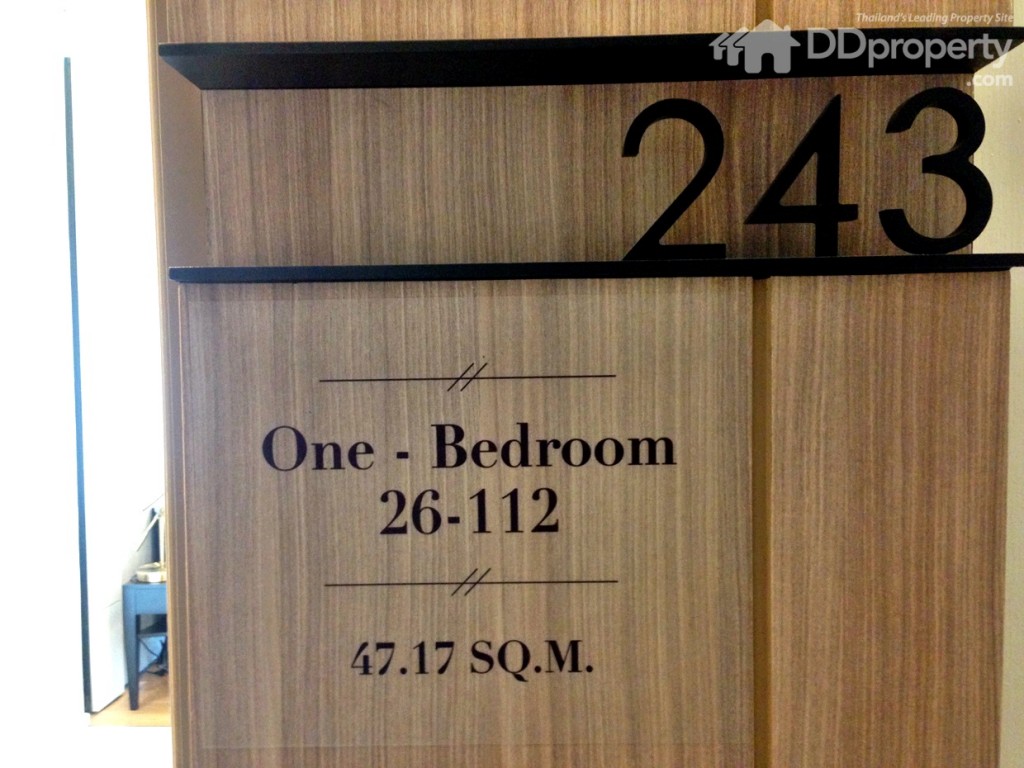 Thailand's Leading Property Site
DDproperty
.com
243
One - Bedroom
26-112
47.17 SQ.M.